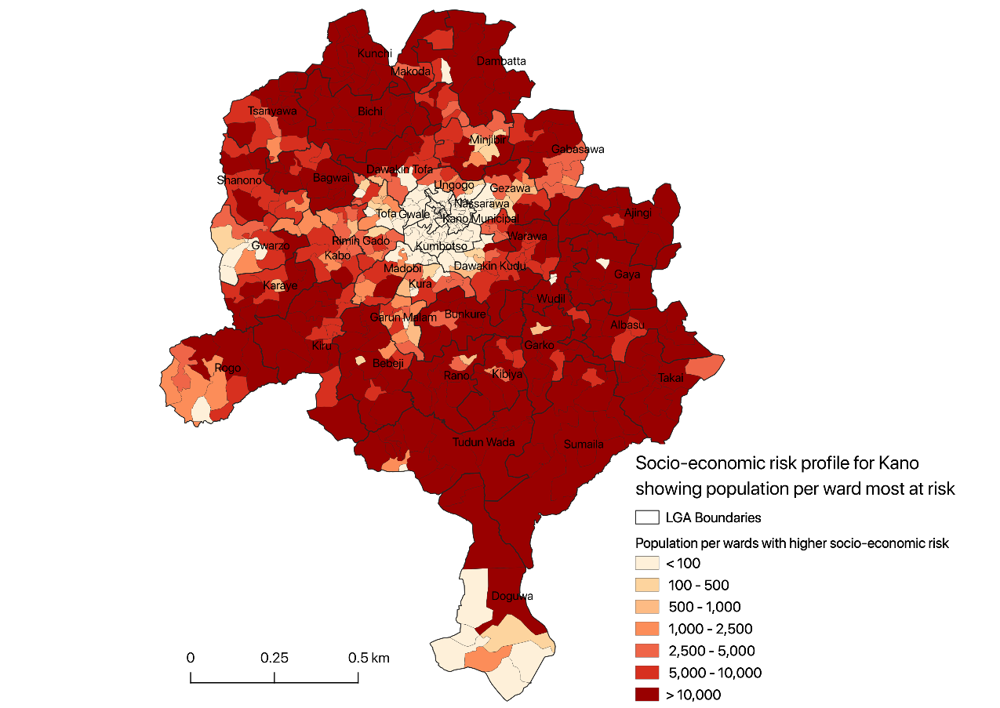 Kunchi
Dambatta
Makoda
Tsanyawa
Bichi
Minjibir
Gabasawa
Dawakin Tofa
Shanono
Bagwai
Ungogo
Gezawa
Nassarawa
Tofa
Gwale
Kano Municipal
Ajingi
Warawa
Rimin Gado
Gwarzo
Kumbotso
Kabo
Madobi
Dawakin Kudu
Gaya
Kura
Karaye
Wudil
Garun Malam
Bunkure
Albasu
Kiru
Garko
Bebeji
Rogo
Rano
Kibiya
Takai
Tudun Wada
Sumaila
Doguwa
Socio-economic risk profile for Kano
showing population per ward most at risk
LGA Boundaries
Population per wards with higher socio-economic risk
< 100
100 - 500
500 - 1,000
1,000 - 2,500
2,500 - 5,000
5,000 - 10,000
> 10,000
0 0.25 0.5 km